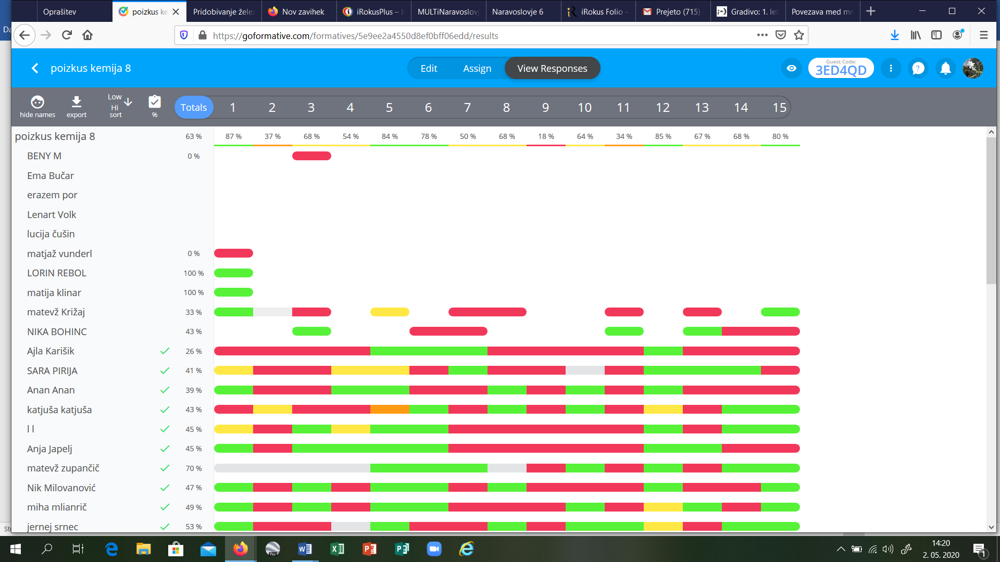 Oprašitev
poizkus ke
Pridobivanje želez
Nov zavihek
iRokusPlus – I
MULTiNaravoslovj
Naravoslovje 6
iRokus Folio –
Prejeto (715)
Gradivo: 1. let
Povezava med mn
Da
https://goformative.com/formatives/5e9ee2a4550d8ef0bff06edd/results
poizkus kemija 8
Edit
Assign
View Responses
Guest Code:
3ED4QD
hide names
export
Low
Hi
sort
%
Totals 1 2 3 4 5 6 7 8 9 10 11 12 13 14 15
poizkus kemija 8 63 % 87 % 37 % 68 % 54 % 84 % 78 % 50 % 68 % 18 % 64 % 34 % 85 % 67 % 68 % 80 %
BENY M 0 %
Ema Bučar
erazem por
Lenart Volk
lucija čušin
matjaž vunderl 0 %
LORIN REBOL 100 %
matija klinar 100 %
matevž Križaj 33 %
NIKA BOHINC 43 %
Ajla Karišik 26 %
SARA PIRIJA 41 %
Anan Anan 39 %
katjuša katjuša 43 %
l l 45 %
Anja Japelj 45 %
matevž zupančič 70 %
Nik Milovanović 47 %
miha mlianrič 49 %
jernej srnec 53 %
14:20
2. 05. 2020
1